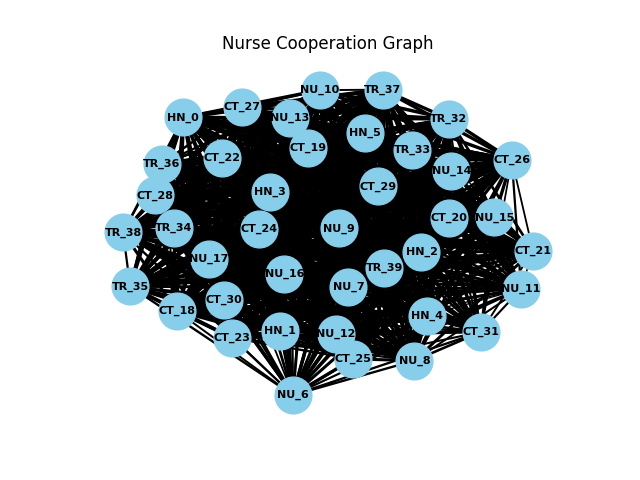 Nurse Cooperation Graph
NU_10
TR_37
CT_27
HN_0
NU_13
TR_32
HN_5
CT_19
TR_33
CT_22
CT_26
TR_36
NU_14
CT_29
HN_3
CT_28
NU_15
CT_20
TR_34
CT_24
NU_9
TR_38
CT_21
HN_2
NU_17
TR_39
NU_16
TR_35
NU_7
NU_11
CT_30
CT_18
HN_4
HN_1
CT_31
NU_12
CT_23
CT_25
NU_8
NU_6